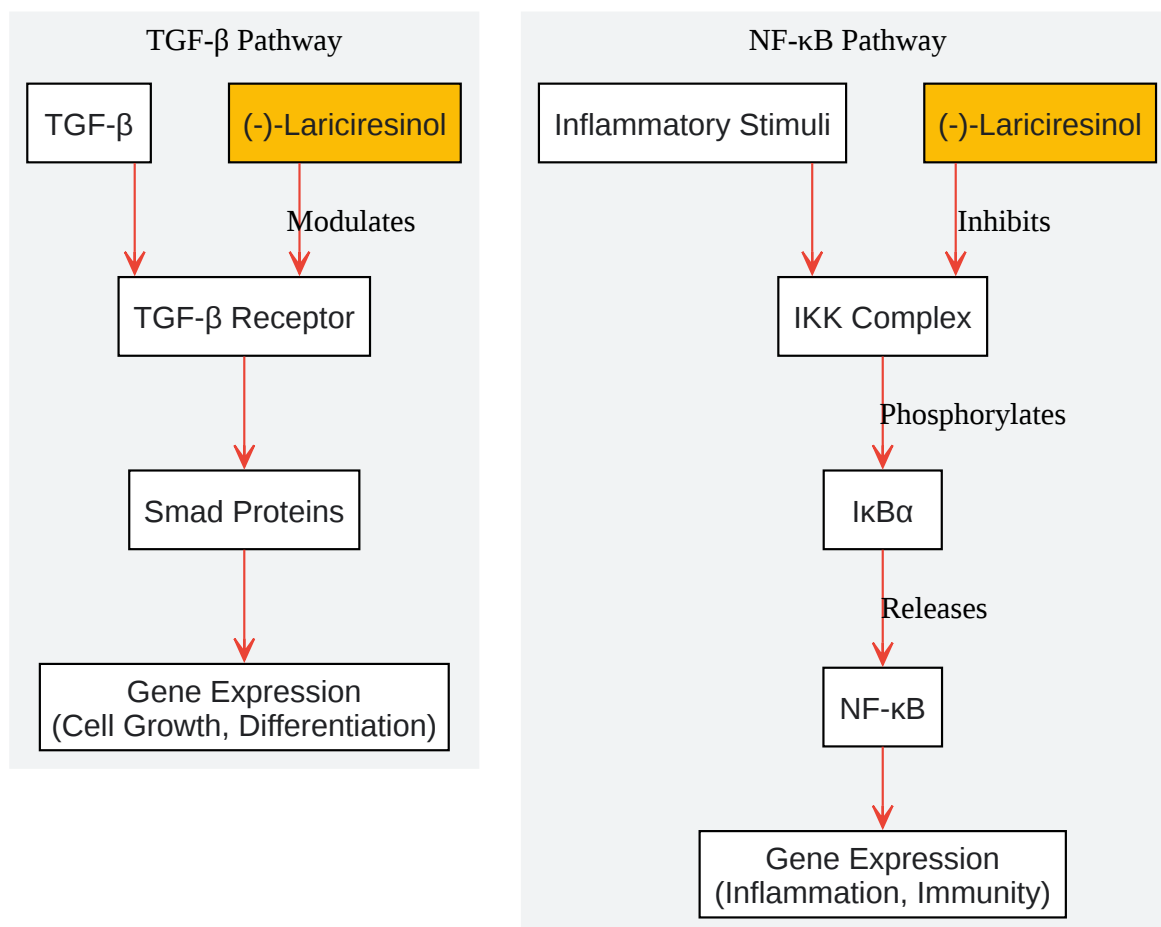 TGF-β Pathway
TGF-β
(-)-Lariciresinol
Modulates
TGF-β Receptor
Smad Proteins
Gene Expression
(Cell Growth, Differentiation)
NF-κB Pathway
Inflammatory Stimuli
(-)-Lariciresinol
Inhibits
IKK Complex
Phosphorylates
IκBα
Releases
NF-κB
Gene Expression
(Inflammation, Immunity)